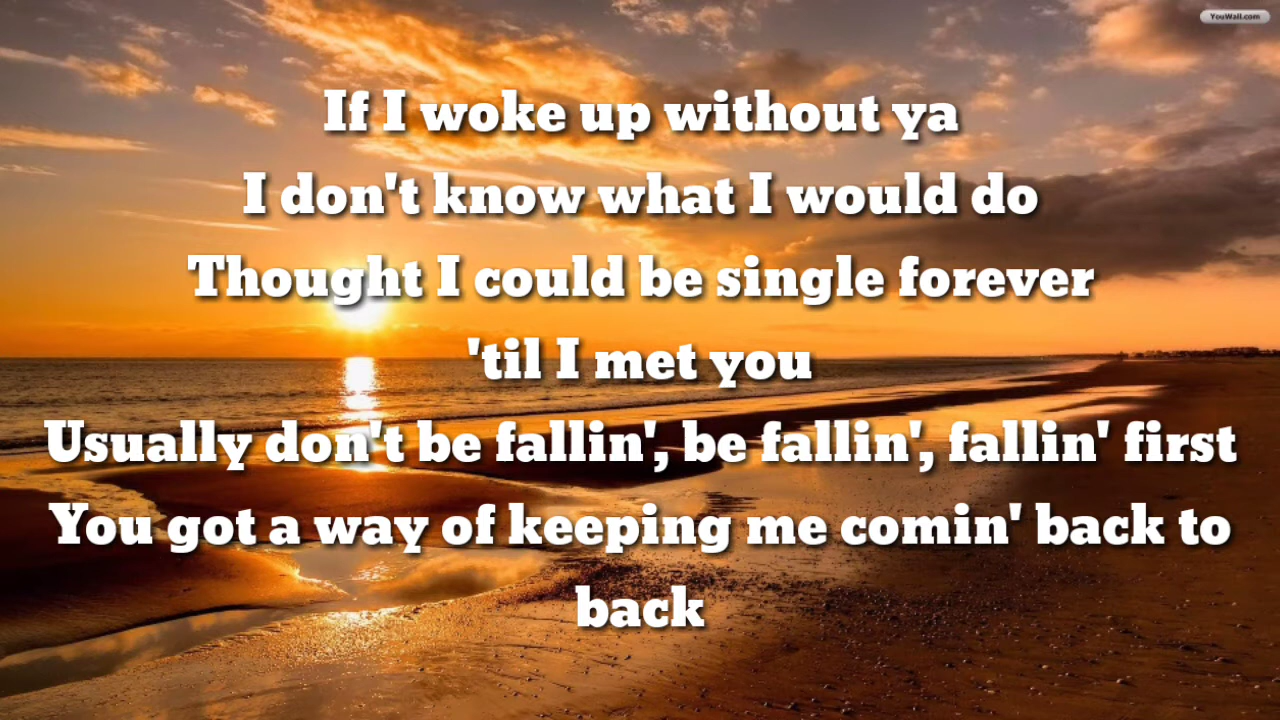 YouWall.com
If I woke up without ya
I don't know what I would do
Thought I could be single forever
'til I met you
Usually don't be fallin', be fallin', fallin' first
You got a way of keeping me comin' back to
back